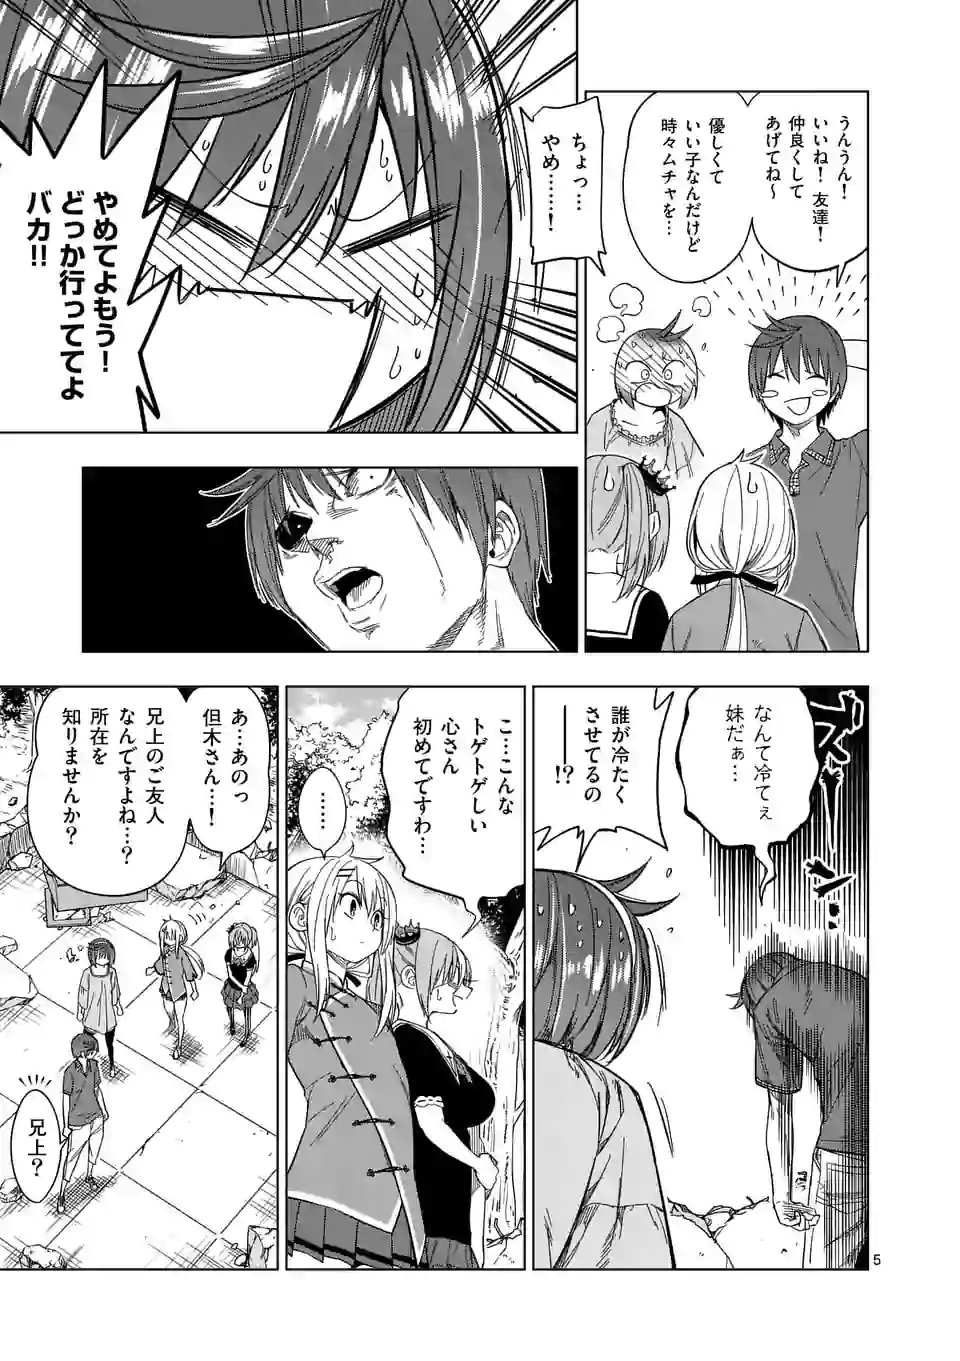 うんうん!
いいね!友達!
仲良くして
あげてね〜
優しくて
いい子なんだけど
時々ムチャを…
ちょっ…
やめ……!
やめてよもう!
どっか行っててよ
バカ!!
ズーン
なんて冷てぇ
妹だぁ…
誰が冷たく
させてるの
━━!?
こ…こんな
トゲトゲしい
心さん
初めてですわ…
……
あ…あのっ
但木さん…!
兄上のご友人
なんですよね…?
所在を
知りませんか?
兄上?
5